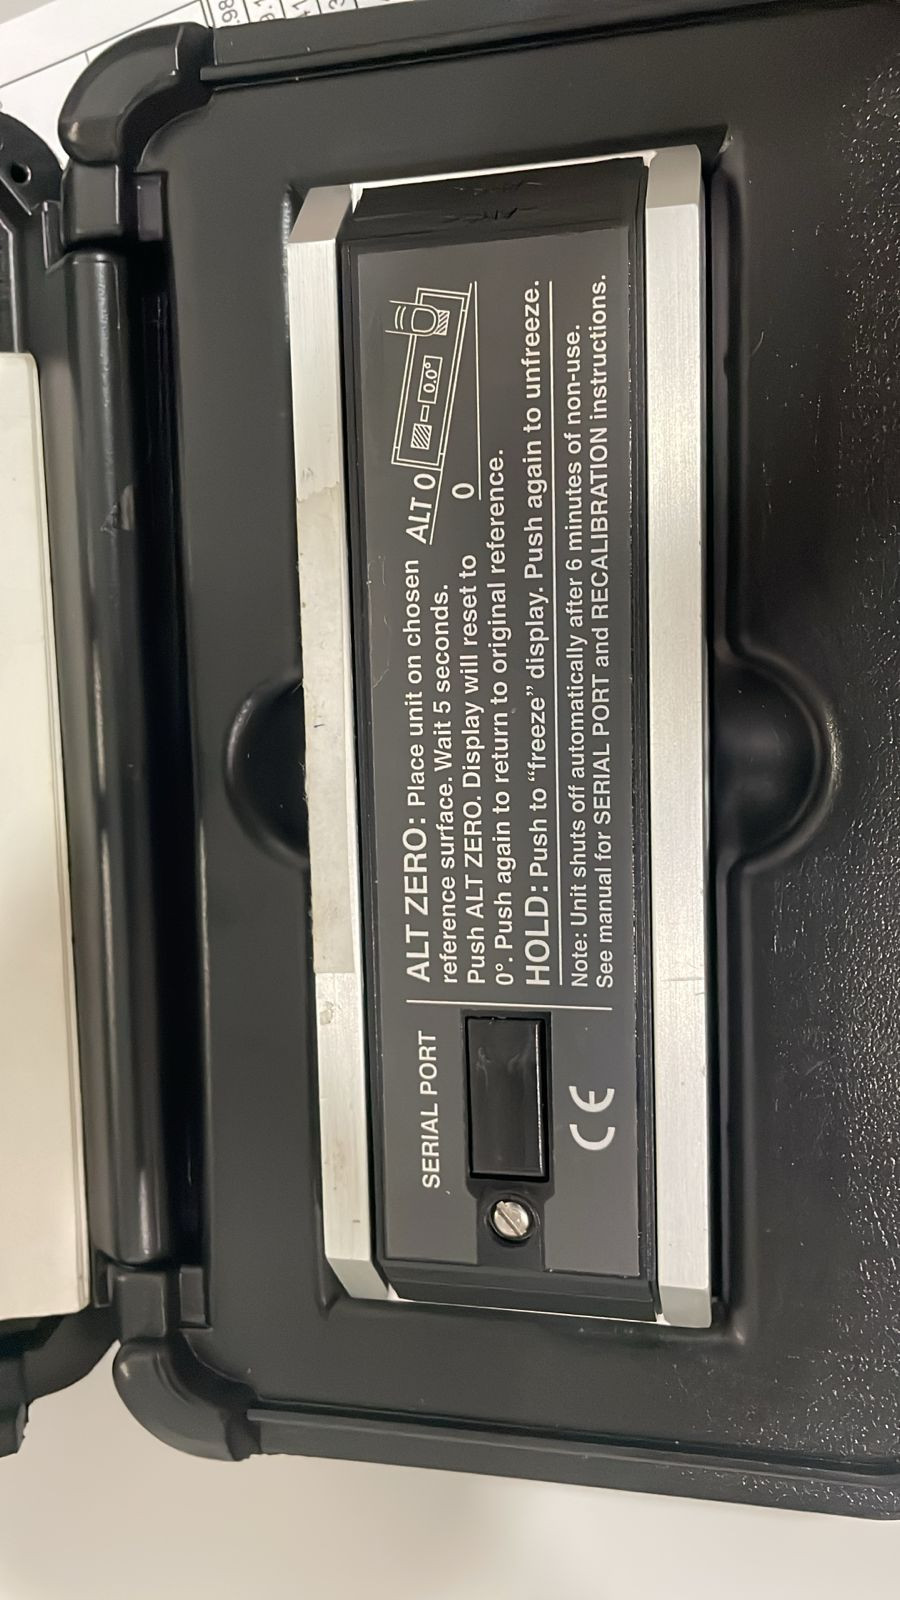 SERIAL PORT
CE
ALT ZERO: Place unit on chosen
reference surface. Wait 5 seconds.
Push ALT ZERO. Display will reset to
0°. Push again to return to original reference.
ALT 0
0.0°
0
HOLD: Push to “freeze” display. Push again to unfreeze.
Note: Unit shuts off automatically after 6 minutes of non-use.
See manual for SERIAL PORT and RECALIBRATION instructions.